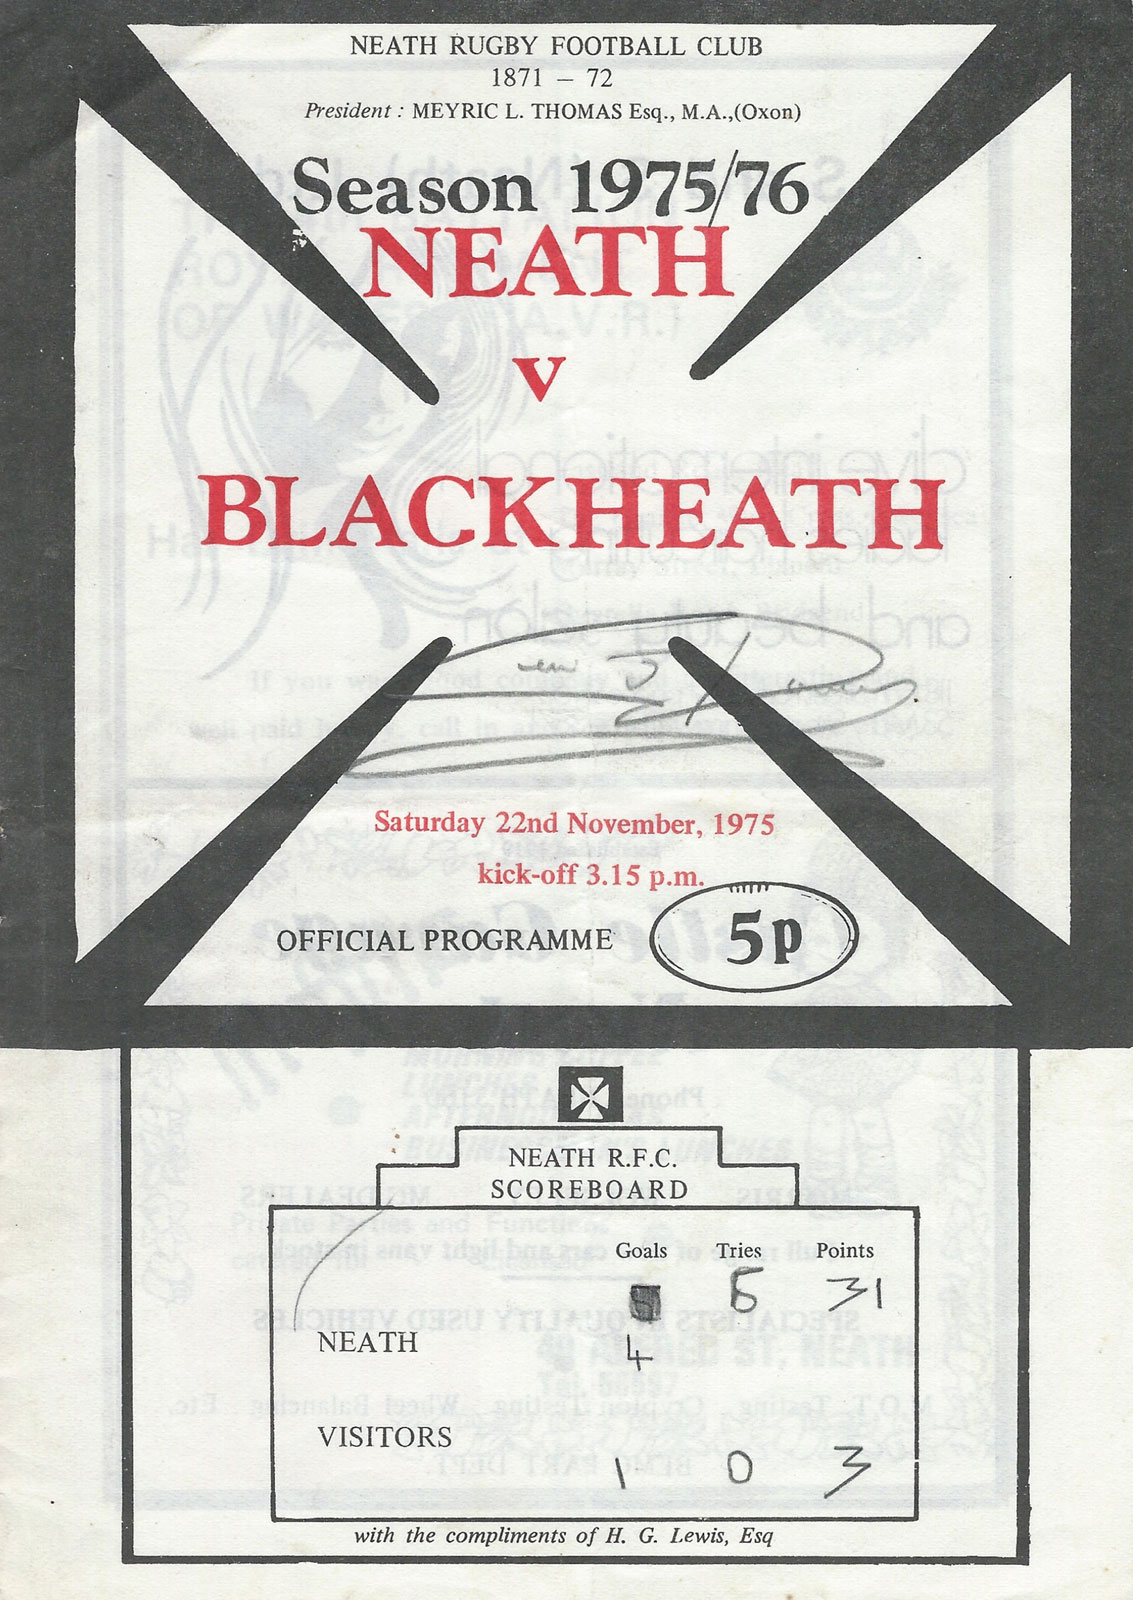 NEATH RUGBY FOOTBALL CLUB
1871 – 72
President : MEYRIC L. THOMAS Esq., M.A.,(Oxon)
Season 1975/76
NEATH
v
BLACKHEATH
Saturday 22nd November, 1975
kick-off 3.15 p.m.
OFFICIAL PROGRAMME 5p
NEATH R.F.C.
SCOREBOARD
Goals Tries Points
31
NEATH 4
VISITORS
1 0 3
with the compliments of H. G. Lewis, Esq